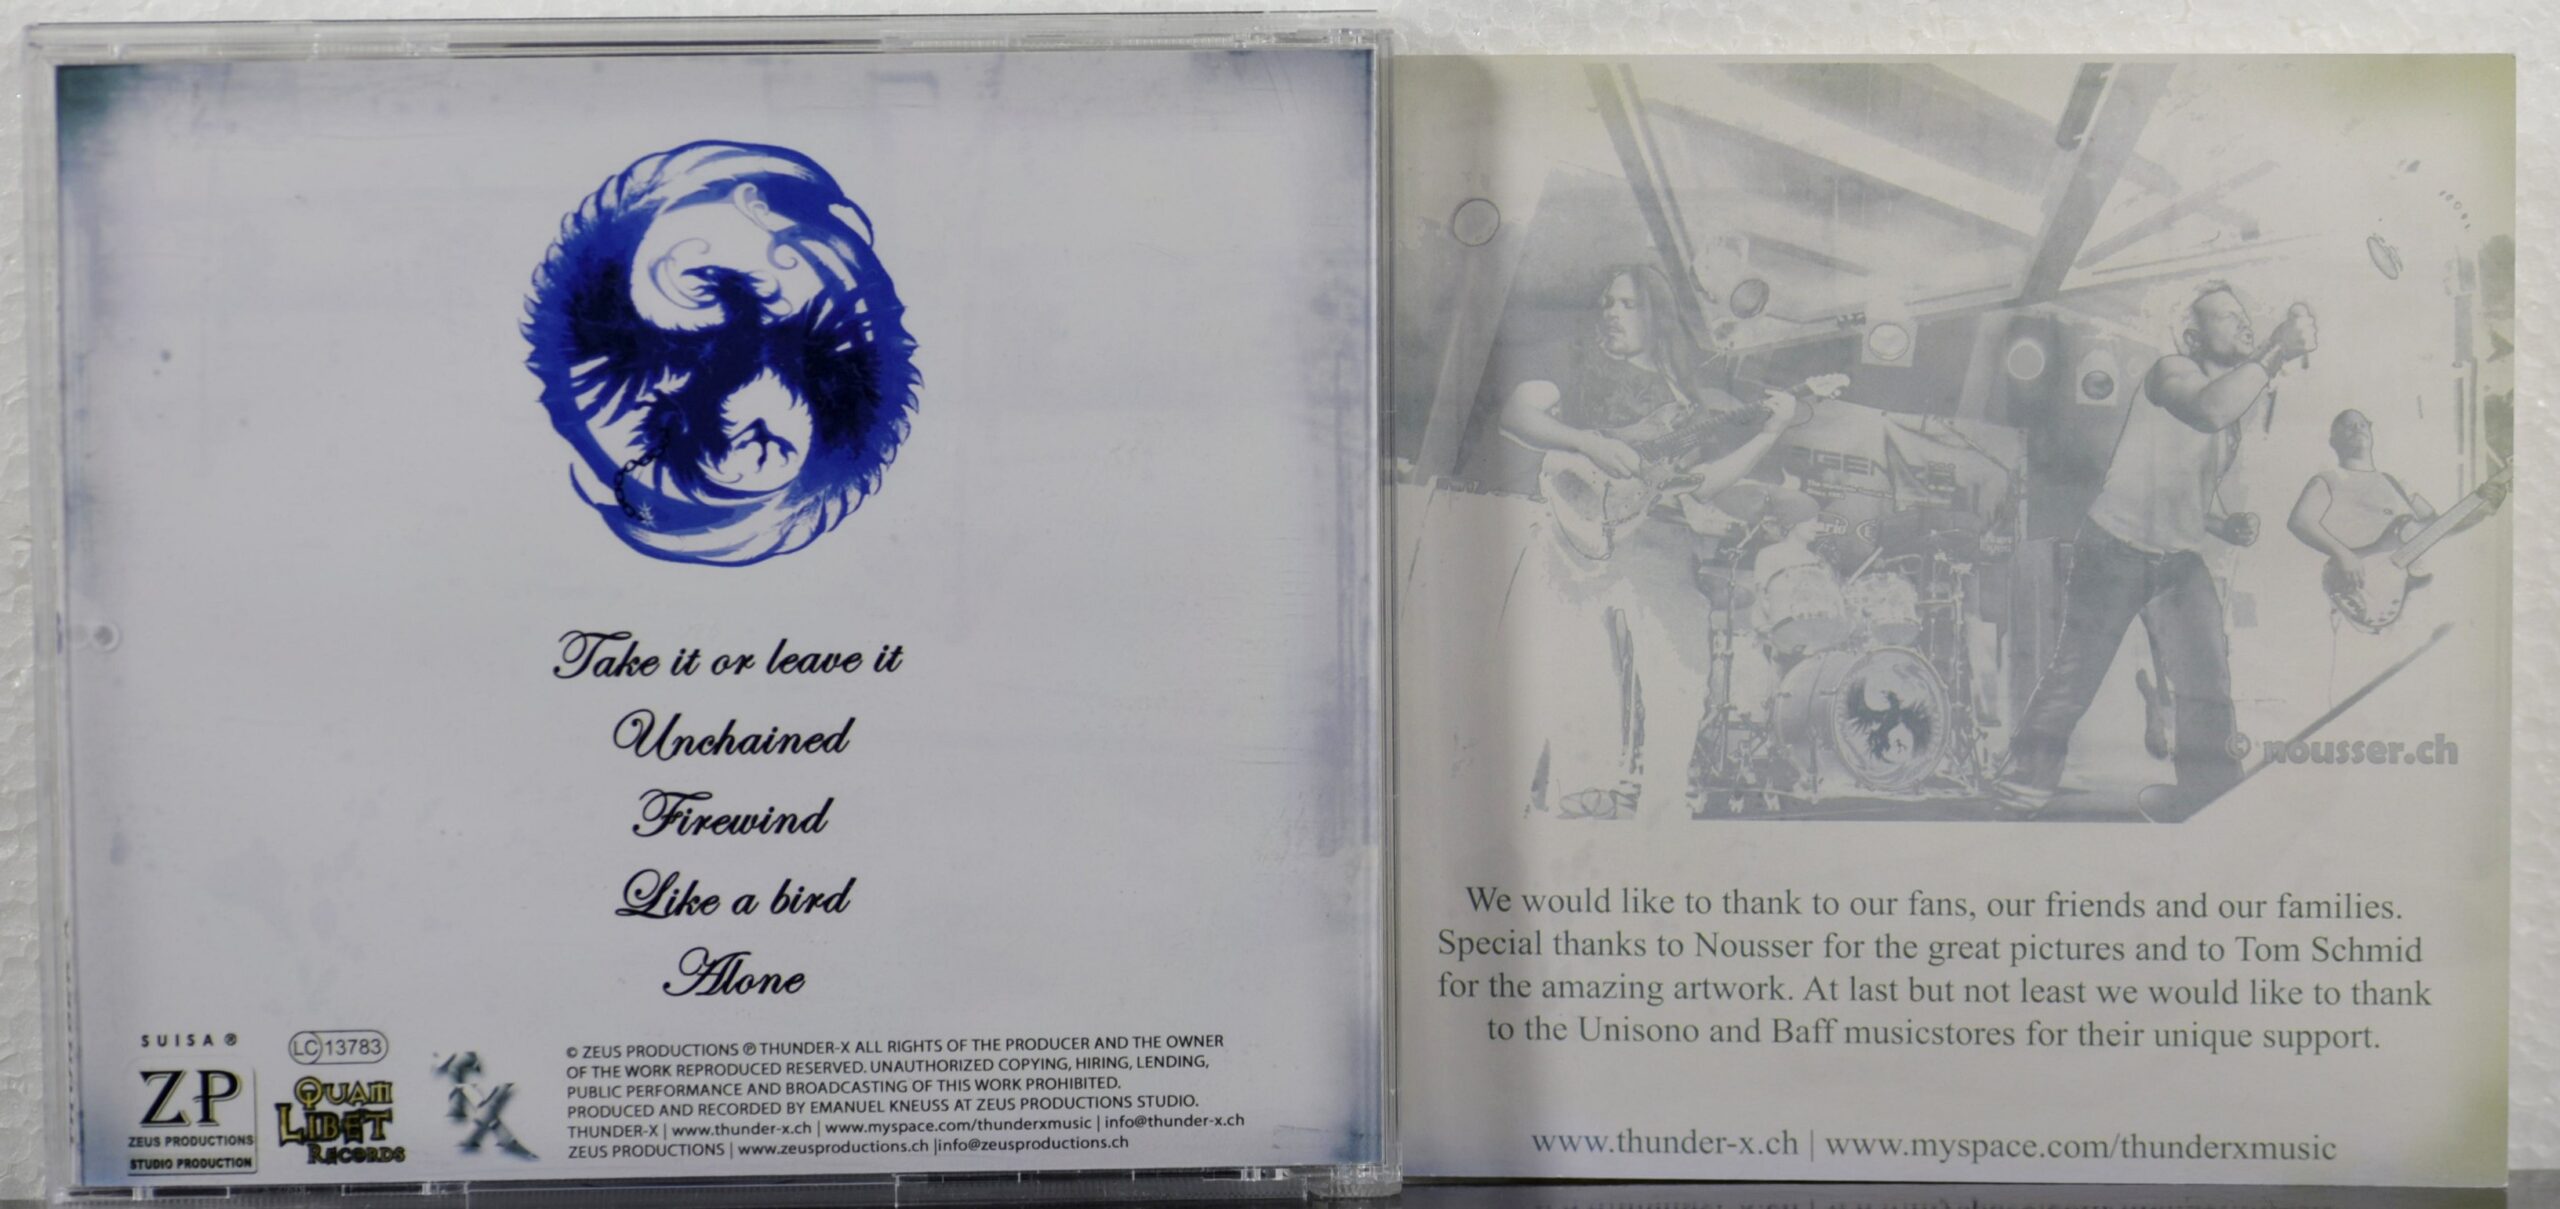 Take it or leave it
Unchained
Firewind
Like a bird
Alone
SUISA ®
ZP
ZEUS PRODUCTIONS
STUDIO PRODUCTION
LC 13783
QUAM
LIBET
RECORDS
X
© ZEUS PRODUCTIONS ℗ THUNDER-X ALL RIGHTS OF THE PRODUCER AND THE OWNER
OF THE WORK REPRODUCED RESERVED. UNAUTHORIZED COPYING, HIRING, LENDING,
PUBLIC PERFORMANCE AND BROADCASTING OF THIS WORK PROHIBITED.
PRODUCED AND RECORDED BY EMANUEL KNEUSS AT ZEUS PRODUCTIONS STUDIO.
THUNDER-X | www.thunder-x.ch | www.myspace.com/thunderxmusic | info@thunder-x.ch
ZEUS PRODUCTIONS | www.zeusproductions.ch |info@zeusproductions.ch
© nousser.ch
We would like to thank to our fans, our friends and our families.
Special thanks to Nousser for the great pictures and to Tom Schmid
for the amazing artwork. At last but not least we would like to thank
to the Unisono and Baff musicstores for their unique support.
www.thunder-x.ch | www.myspace.com/thunderxmusic